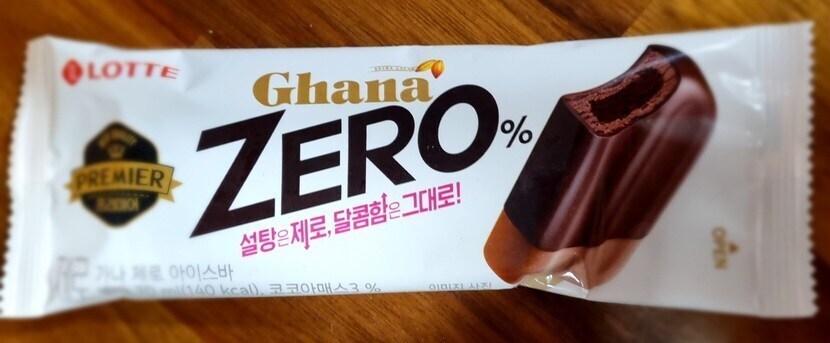 LOTTE
Ghana
ZERO%
PREMIER
설탕은 제로, 달콤함은 그대로!
가나 제로 아이스바
(140 kcal), 코코아매스 3 %
OPEN